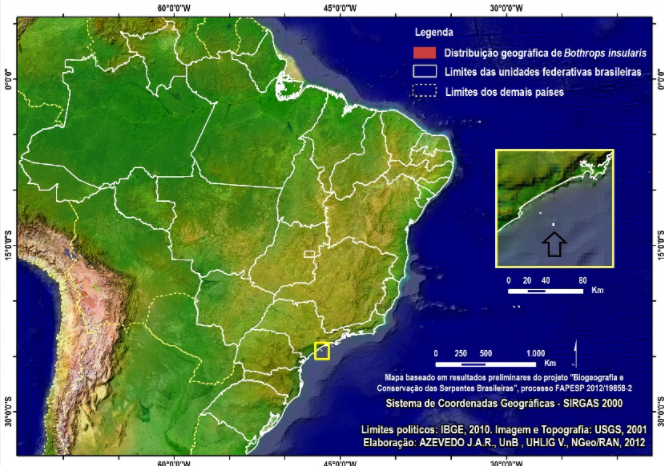 60°0'0"W 45°0'0"W 30°0'0"W
Legenda
Distribuição geográfica de Bothrops insularis
Limites das unidades federativas brasileiras
Limites dos demais países
0°0'0"
0°0'0"
15°0'0"S
15°0'0"S
0 20 40 80
Km
0 250 500 1.000
Km
Mapa baseado em resultados preliminares do projeto "Biogeografia e
Conservação das Serpentes Brasileiras", processo FAPESP 2012/19858-2
Sistema de Coordenadas Geográficas - SIRGAS 2000
30°0'0"S
30°0'0"S
Limites políticos: IBGE, 2010. Imagem e Topografia: USGS, 2001
Elaboração: AZEVEDO J.A.R., UnB , UHLIG V., NGeo/RAN, 2012
60°0'0"W 45°0'0"W 30°0'0"W